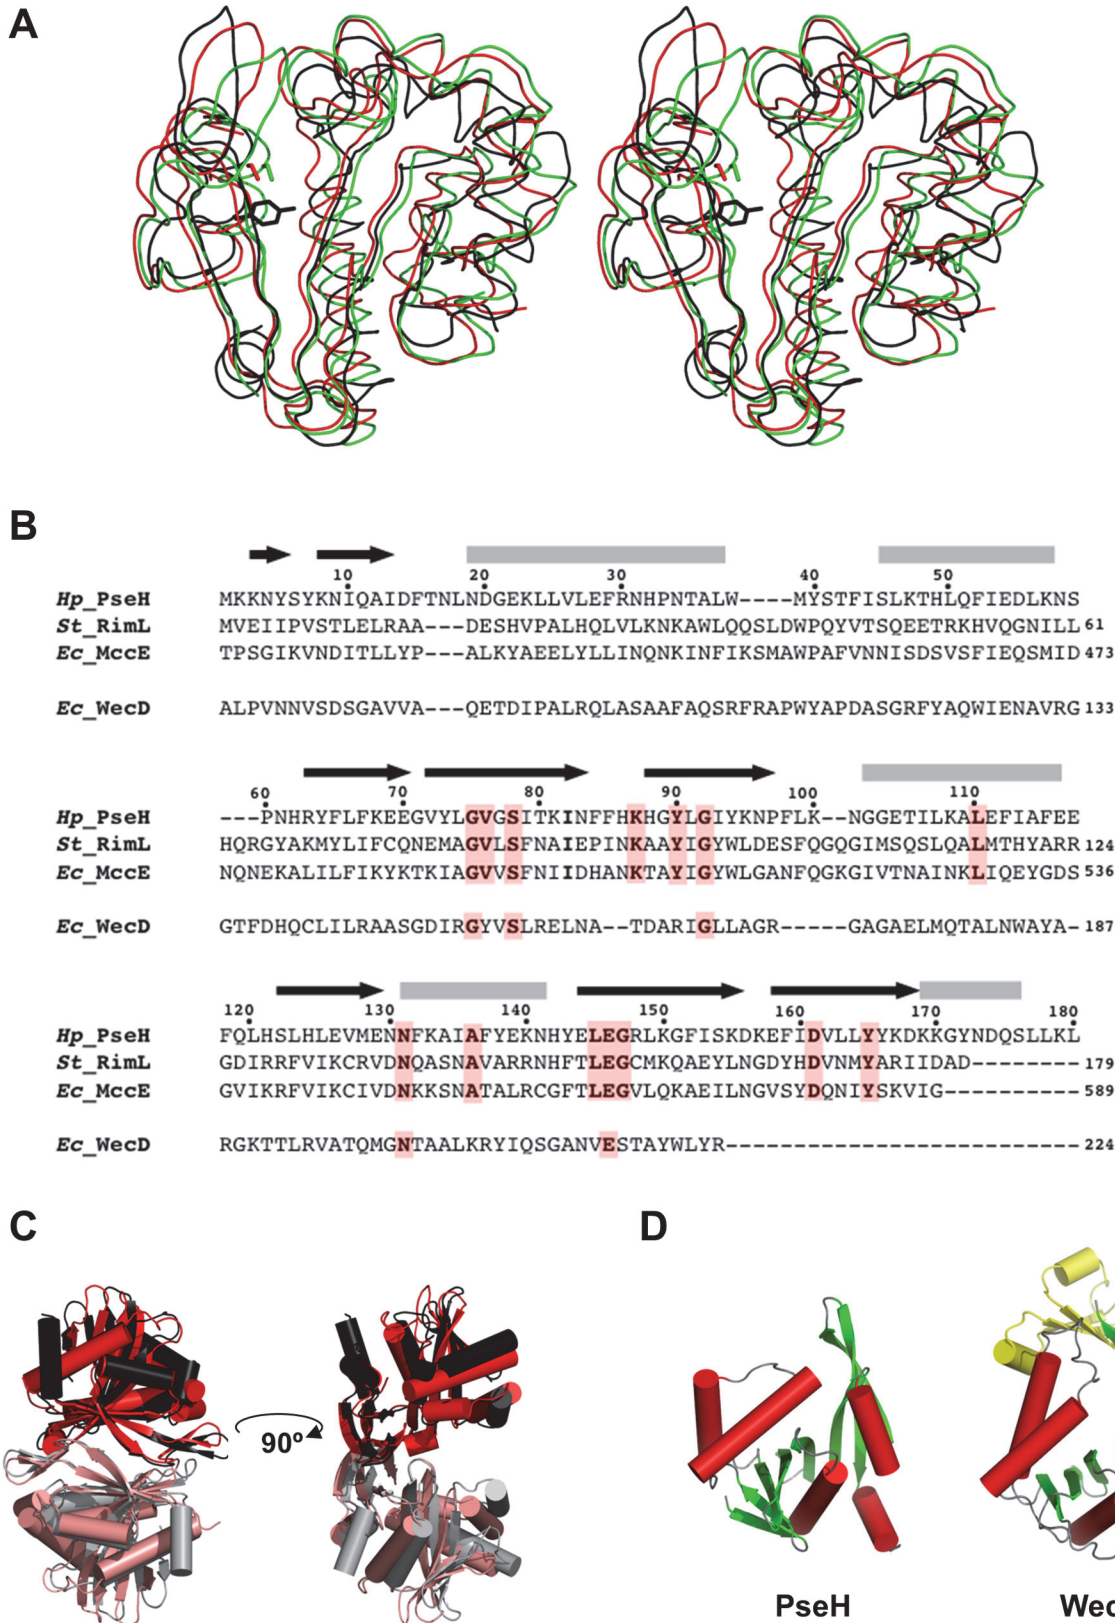 A
B
10 20 30 40 50
Hp_PseH MKKNYSYKNIQAIDFTNLNDGEKLLVLEFRNHPNTALW----MYSTFISLKTHLQFIEDLKNS
St_RimL MVEIIPVSTLELRAA---DESHVPALHQLVLKNKAWLQQSLDWPQYVTSQEETRKHVQGNILL 61
Ec_MccE TPSGIKVNDITLLYP---ALKYAEELYLLINQNKINFIKSMAWPAFVNNISDSVSFIEQSMID 473
Ec_WecD ALPVNNVSDSGAVVA---QETDIPALRQLASAAFAQSRFRAPWYAPDASGRFYAQWIENAVRG 133
60 70 80 90 100 110
Hp_PseH ---PNHRYFLFKEEGVYLGVGSITKINFFHKHGYLGIYKNPFLK--NGGETILKALEFIAFEE
St_RimL HQRGYAKMYLIFCQNEMAGVLSFNAIEPINKAAYIGYWLDESFQGQGIMSQSLQALMTHYARR 124
Ec_MccE NQNEKALILFIKYKTKIAGVVSFNIIDHANKTAYIGYWLGANFQGKGIVTNAINKLIQEYGDS 536
Ec_WecD GTFDHQCLILRAASGDIRGYVSLRELNA--TDARIGLLAGR-----GAGAELMQTALNWAYA- 187
120 130 140 150 160 170 180
Hp_PseH FQLHSLHLEVMENNFKAIAFYEKNHYELEGRLKGFISKDKEFIDVLLYYKDKKGYNDQSLLKL
St_RimL GDIRRFVIKCRVDNQASNAVARRNHFTLEGCMKQAEYLNGDYHDVNMYARIIDAD-------- 179
Ec_MccE GVIKRFVIKCIVDNKKSNATALRCGFTLEGVLQKAEILNGVSYDQNIYSKVIG---------- 589
Ec_WecD RGKTTLRVATQMGNTAALKRYIQSGANVESTAYWLYR-------------------------- 224
C
D
90º
PseH
Wec